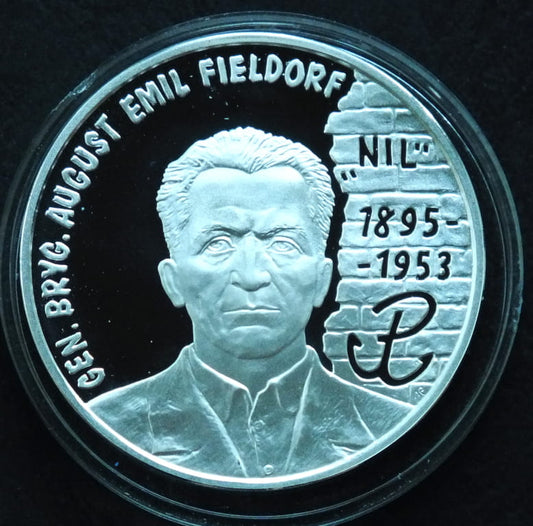 GEN. BRYG. AUGUST EMIL FIELDORF
„NIL”
1895-
-1953